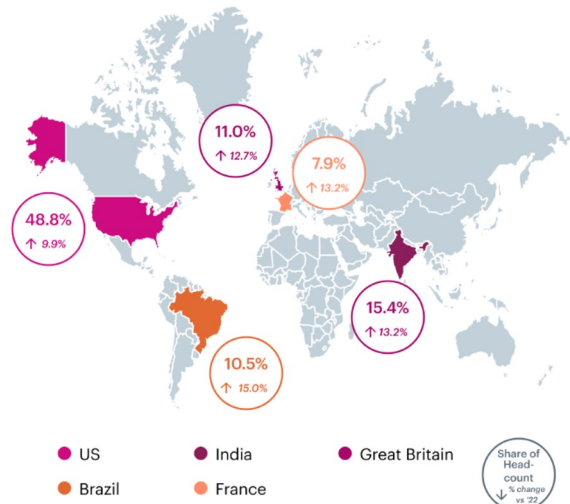 11.0%
↑ 12.7%
7.9%
↑ 13.2%
48.8%
↑ 9.9%
15.4%
↑ 13.2%
10.5%
↑ 15.0%
US
India
Great Britain
Brazil
France
Share of
Head-
count
↓ % change
vs '22